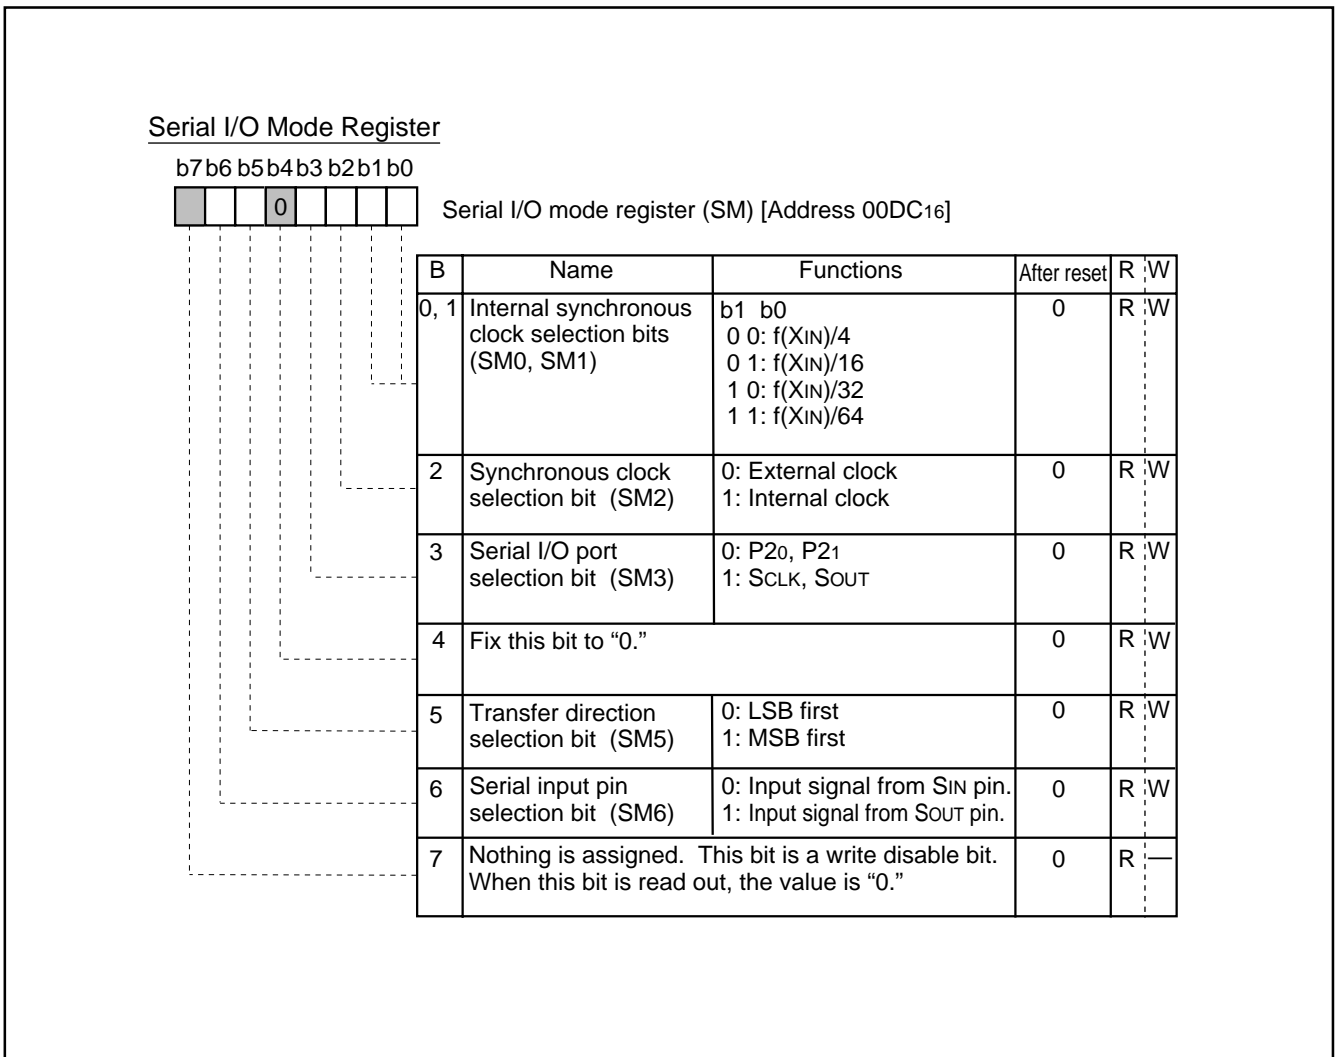 Serial I/O Mode Register
b7 b6 b5 b4 b3 b2 b1 b0
0
Serial I/O mode register (SM) [Address 00DC16]
B Name Functions After reset R W
0, 1 Internal synchronous b1 b0 0 R W
clock selection bits 0 0: f(XIN)/4
(SM0, SM1) 0 1: f(XIN)/16
1 0: f(XIN)/32
1 1: f(XIN)/64
2 Synchronous clock 0: External clock 0 R W
selection bit (SM2) 1: Internal clock
3 Serial I/O port 0: P20, P21 0 R W
selection bit (SM3) 1: SCLK, SOUT
4 Fix this bit to “0.” 0 R W
5 Transfer direction 0: LSB first 0 R W
selection bit (SM5) 1: MSB first
6 Serial input pin 0: Input signal from SIN pin. 0 R W
selection bit (SM6) 1: Input signal from SOUT pin.
7 Nothing is assigned. This bit is a write disable bit. 0 R —
When this bit is read out, the value is “0.”